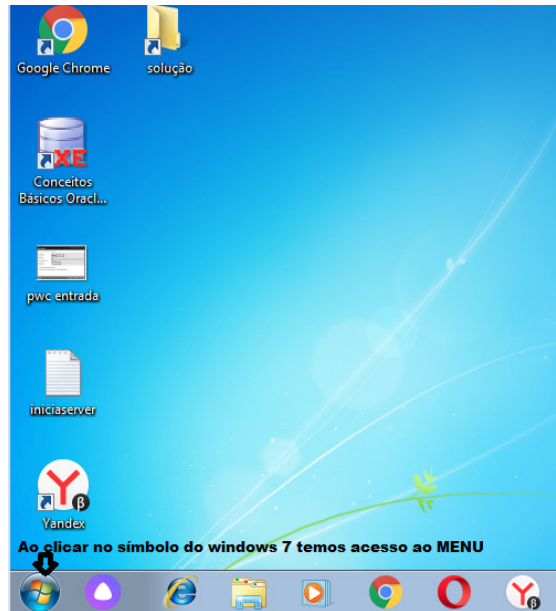 Google Chrome
solução
XE
Conceitos
Básicos Oracl...
pwc entrada
iniciaserver
Yandex
Ao clicar no símbolo do windows 7 temos acesso ao MENU